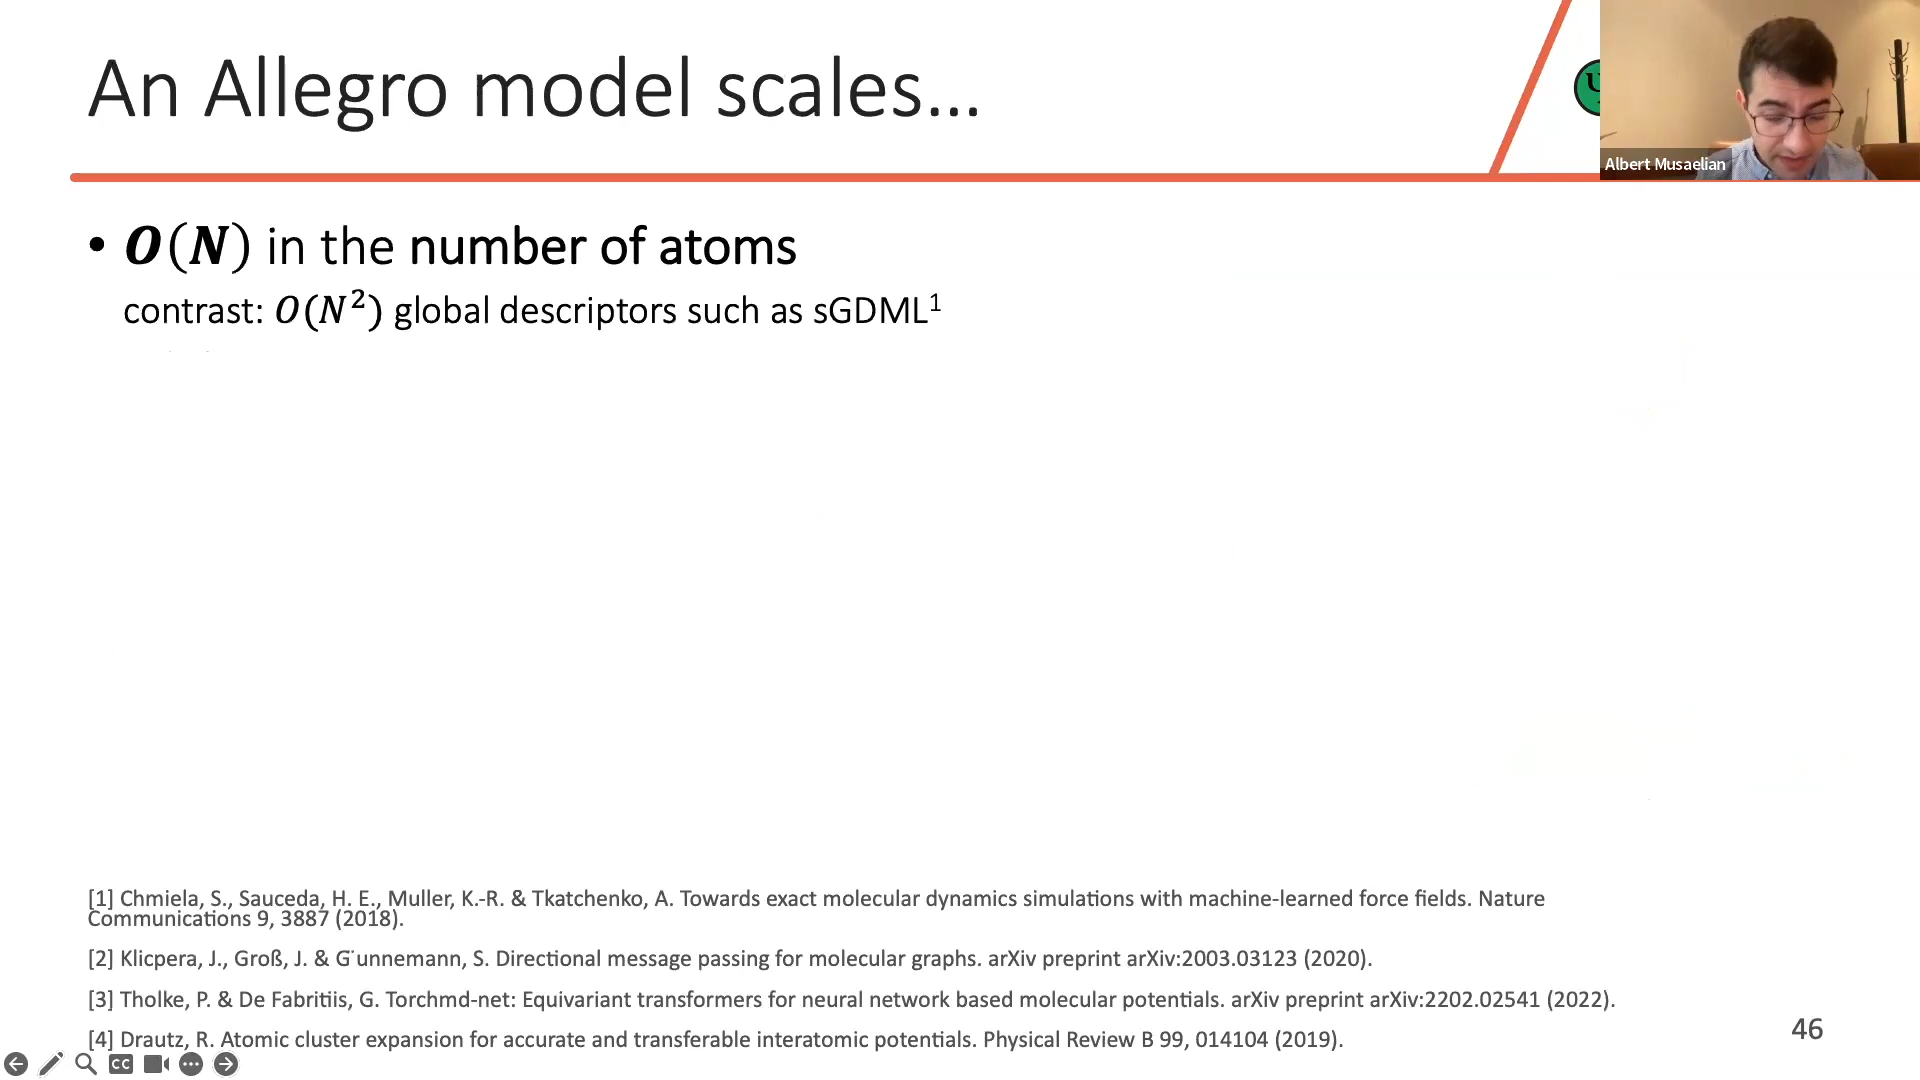 An Allegro model scales...
Albert Musaelian
• O(N) in the number of atoms
contrast: O(N²) global descriptors such as sGDML¹
[1] Chmiela, S., Sauceda, H. E., Muller, K.-R. & Tkatchenko, A. Towards exact molecular dynamics simulations with machine-learned force fields. Nature
Communications 9, 3887 (2018).
[2] Klicpera, J., Groß, J. & G¨unnemann, S. Directional message passing for molecular graphs. arXiv preprint arXiv:2003.03123 (2020).
[3] Tholke, P. & De Fabritiis, G. Torchmd-net: Equivariant transformers for neural network based molecular potentials. arXiv preprint arXiv:2202.02541 (2022).
[4] Drautz, R. Atomic cluster expansion for accurate and transferable interatomic potentials. Physical Review B 99, 014104 (2019).
46
CC